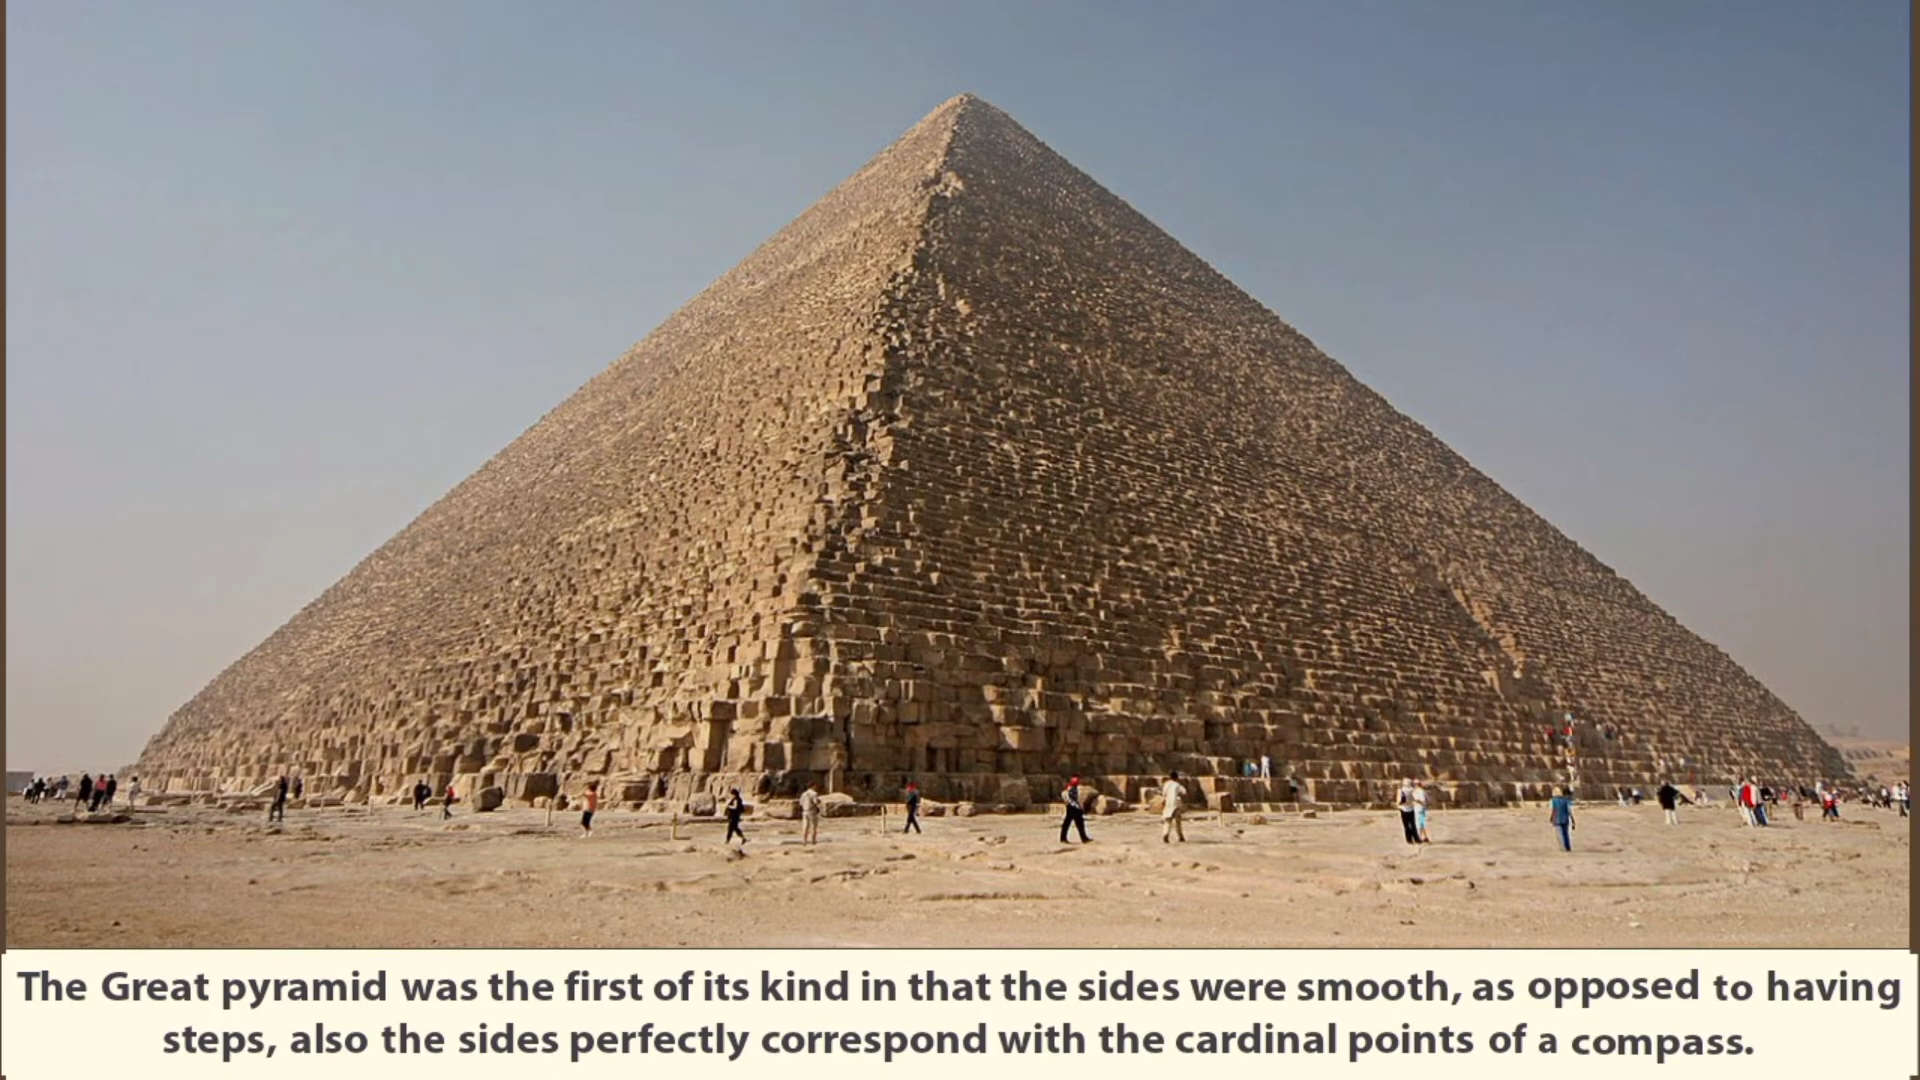 The Great pyramid was the first of its kind in that the sides were smooth, as opposed to having
steps, also the sides perfectly correspond with the cardinal points of a compass.